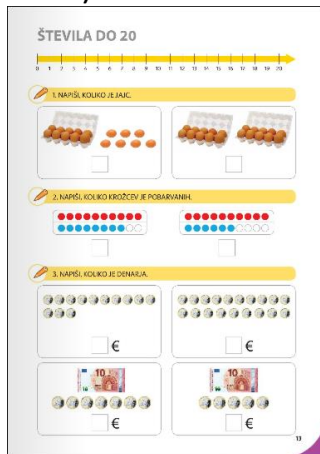 ŠTEVILA DO 20
0 1 2 3 4 5 6 7 8 9 10 11 12 13 14 15 16 17 18 19 20
1. NAPIŠI, KOLIKO JE JAJC.
2. NAPIŠI, KOLIKO KROŽCEV JE POBARVANIH.
3. NAPIŠI, KOLIKO JE DENARJA.
€ €
10 10
€ €
13